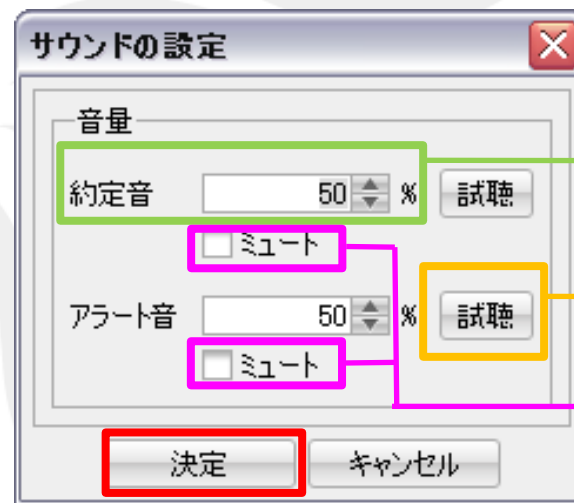 サウンドの設定
音量
約定音 50 % 試聴
ミュート
アラート音 50 % 試聴
ミュート
決定 キャンセル